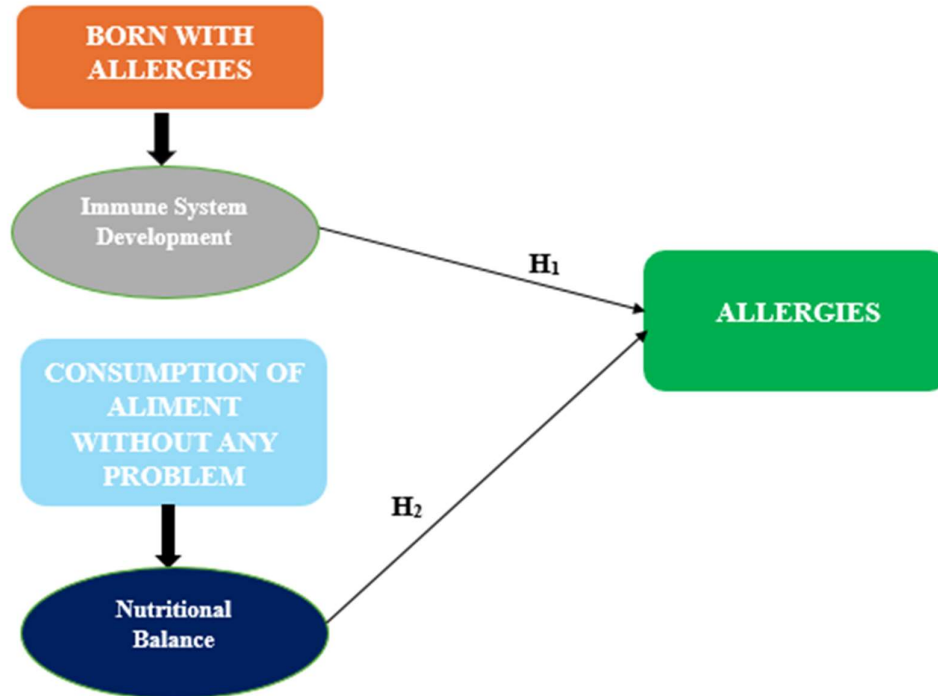 BORN WITH
ALLERGIES
Immune System
Development
H₁
ALLERGIES
CONSUMPTION OF
ALIMENT
WITHOUT ANY
PROBLEM
H₂
Nutritional
Balance